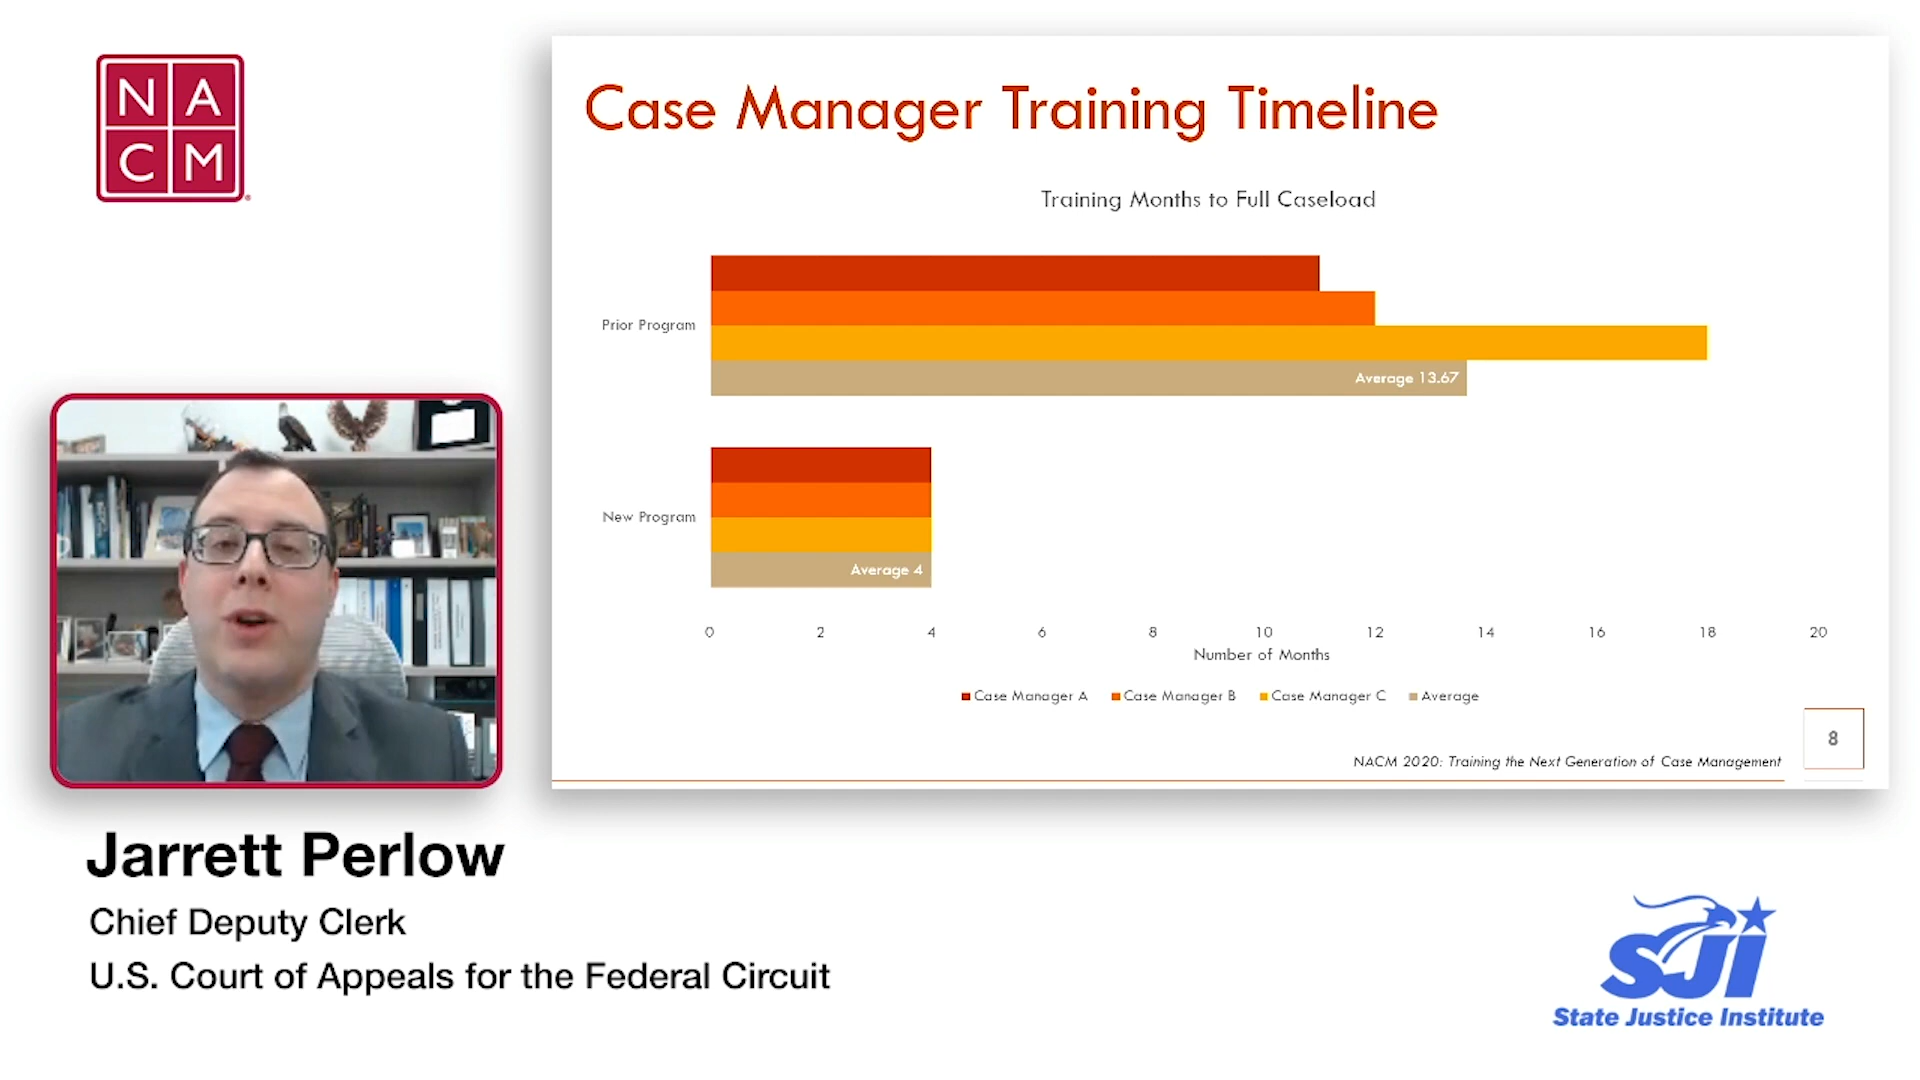 N A
C M
Case Manager Training Timeline
Training Months to Full Caseload
Prior Program
Average 13.67
New Program
Average 4
0 2 4 6 8 10 12 14 16 18 20
Number of Months
Case Manager A Case Manager B Case Manager C Average
8
NACM 2020: Training the Next Generation of Case Management
Jarrett Perlow
Chief Deputy Clerk
U.S. Court of Appeals for the Federal Circuit
SJI
State Justice Institute